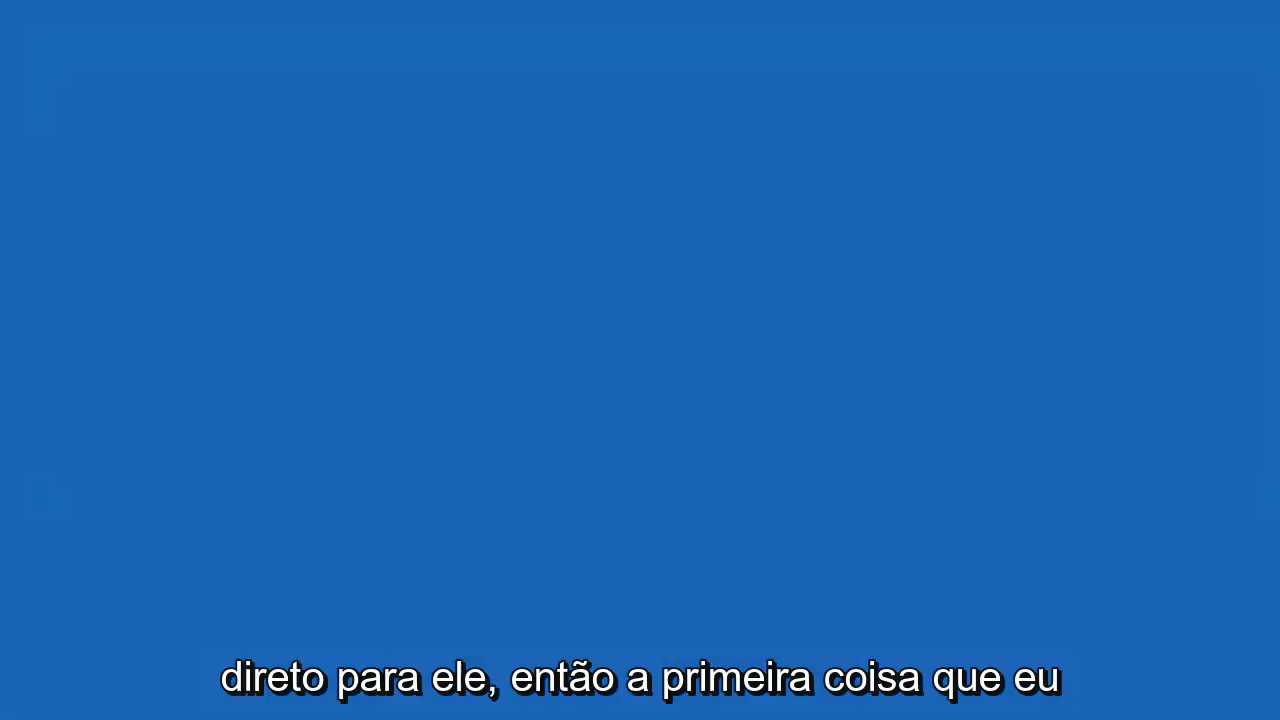 direto para ele, então a primeira coisa que eu